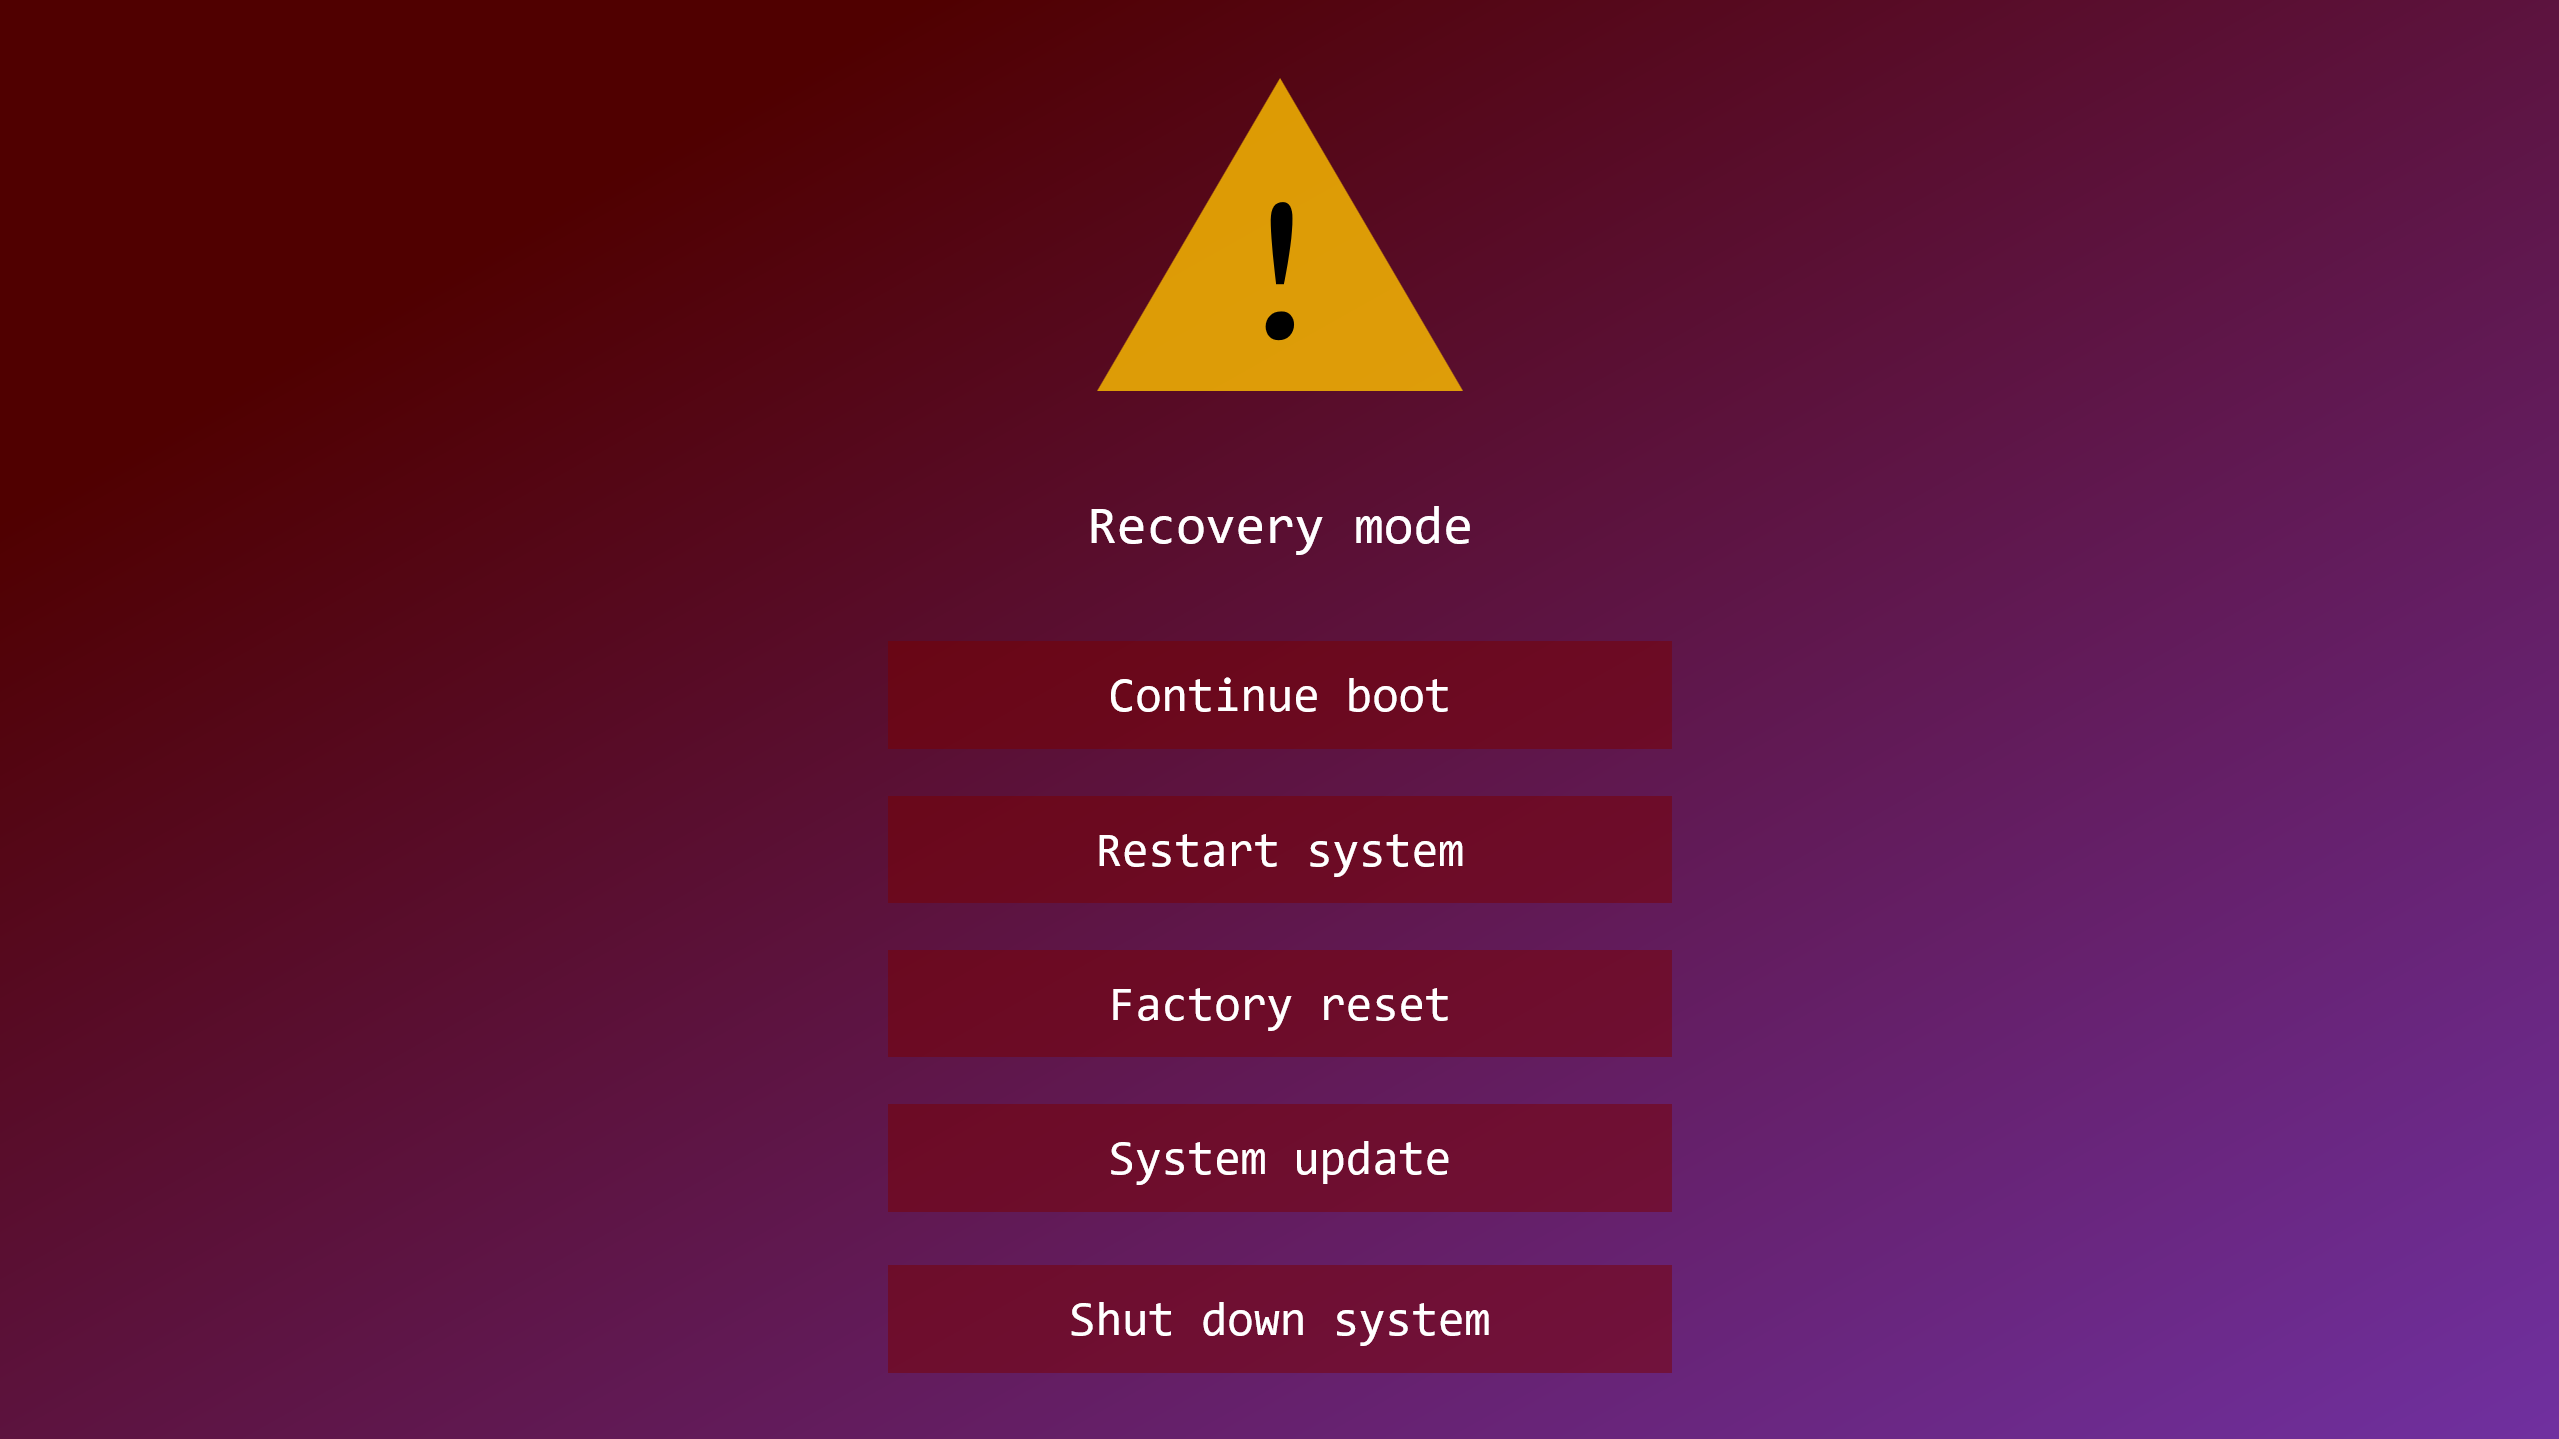 !
Recovery mode
Continue boot
Restart system
Factory reset
System update
Shut down system